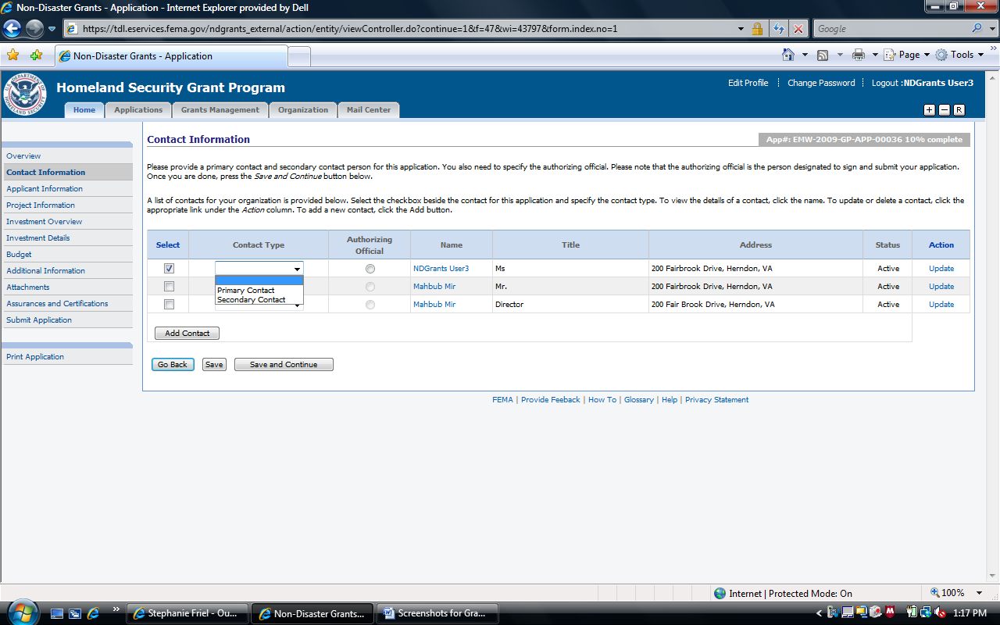 Non-Disaster Grants - Application - Internet Explorer provided by Dell
https://tdl.eservices.fema.gov/ndgrants_external/action/entity/viewController.do?continue=1&f=47&wi=43797&form.index.no=1
Google
Non-Disaster Grants - Application
Page
Tools
Homeland Security Grant Program
Edit Profile
Change Password
Logout :NDGrants User3
Home
Applications
Grants Management
Organization
Mail Center
+ − R
Overview
Contact Information
Applicant Information
Project Information
Investment Overview
Investment Details
Budget
Additional Information
Attachments
Assurances and Certifications
Submit Application
Print Application
Contact Information
App#: EMW-2009-GP-APP-00036 10% complete
Please provide a primary contact and secondary contact person for this application. You also need to specify the authorizing official. Please note that the authorizing official is the person designated to sign and submit your application.
Once you are done, press the Save and Continue button below.
A list of contacts for your organization is provided below. Select the checkbox beside the contact for this application and specify the contact type. To view the details of a contact, click the name. To update or delete a contact, click the
appropriate link under the Action column. To add a new contact, click the Add button.
Select Contact Type Authorizing Official Name Title Address Status Action
NDGrants User3 Ms 200 Fairbrook Drive, Herndon, VA Active Update
Mahbub Mir Mr. 200 Fairbrook Drive, Herndon, VA Active Update
Primary Contact
Secondary Contact
Mahbub Mir Director 200 Fair Brook Drive, Herndon, VA Active Update
Add Contact
Go Back
Save
Save and Continue
FEMA | Provide Feeback | How To | Glossary | Help | Privacy Statement
Internet | Protected Mode: On
100%
Stephanie Friel - Ou...
Non-Disaster Grants...
Screenshots for Gra...
1:17 PM